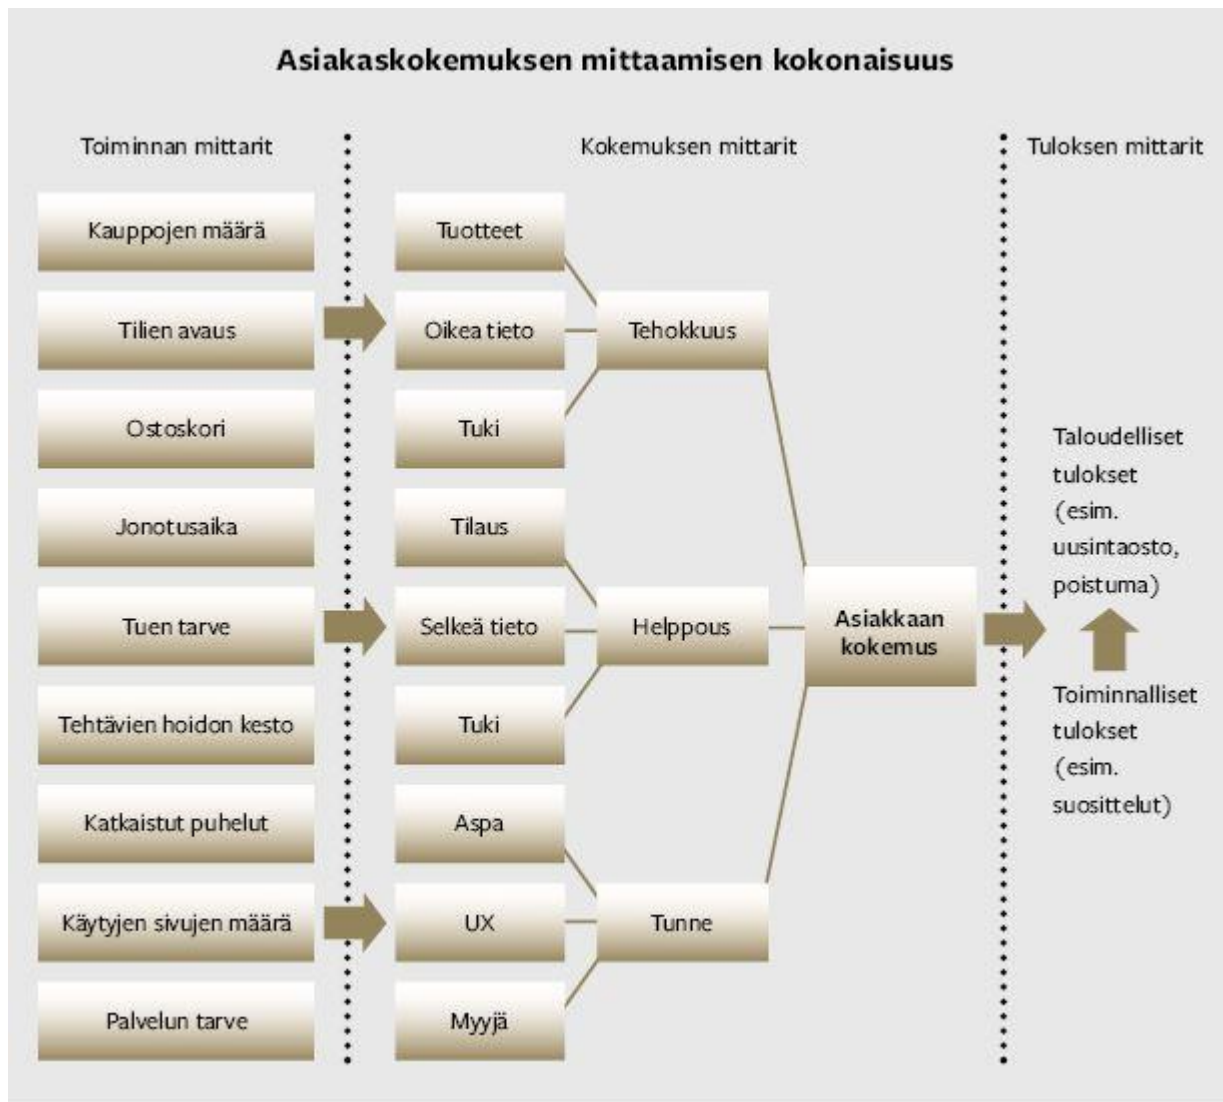 Asiakaskokemuksen mittaamisen kokonaisuus
Toiminnan mittarit
Kauppojen määrä
Tilien avaus
Ostoskori
Jonotusaika
Tuen tarve
Tehtävien hoidon kesto
Katkaistut puhelut
Käytyjen sivujen määrä
Palvelun tarve
Kokemuksen mittarit
Tuotteet
Oikea tieto
Tuki
Tehokkuus
Tilaus
Selkeä tieto
Tuki
Helppous
Aspa
UX
Myyjä
Tunne
Asiakkaan
kokemus
Tuloksen mittarit
Taloudelliset
tulokset
(esim.
uusintaosto,
poistuma)
Toiminnalliset
tulokset
(esim.
suosittelut)